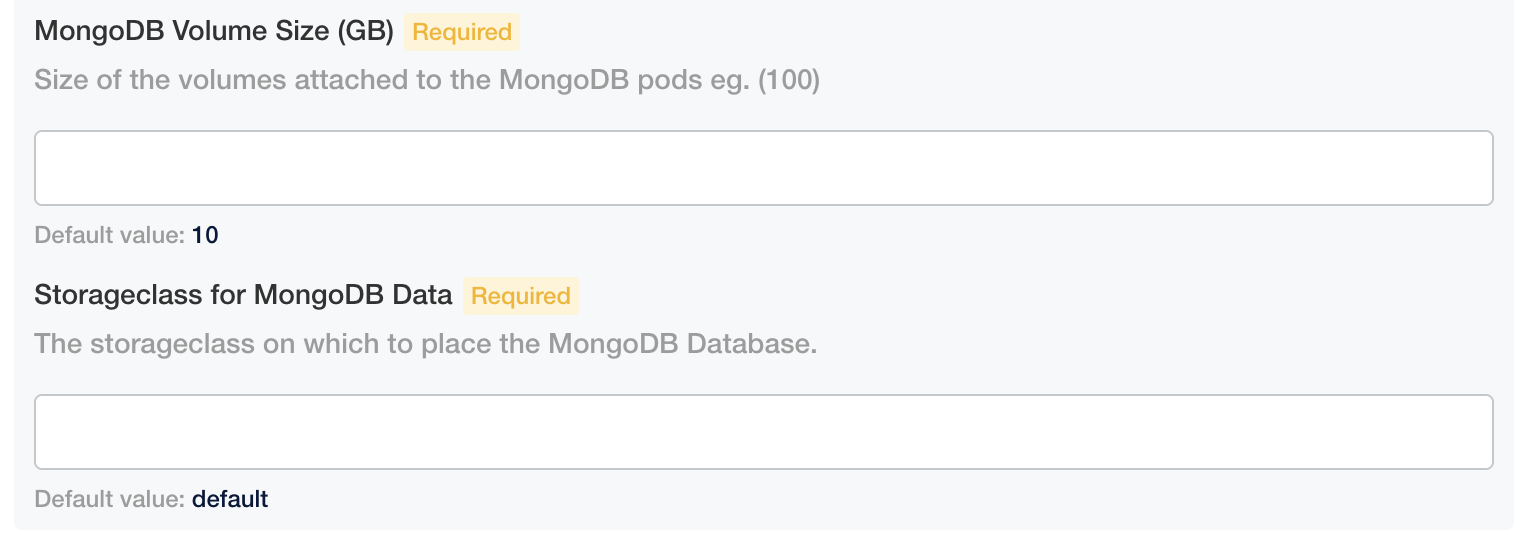 MongoDB Volume Size (GB) Required
Size of the volumes attached to the MongoDB pods eg. (100)
Default value: 10
Storageclass for MongoDB Data Required
The storageclass on which to place the MongoDB Database.
Default value: default